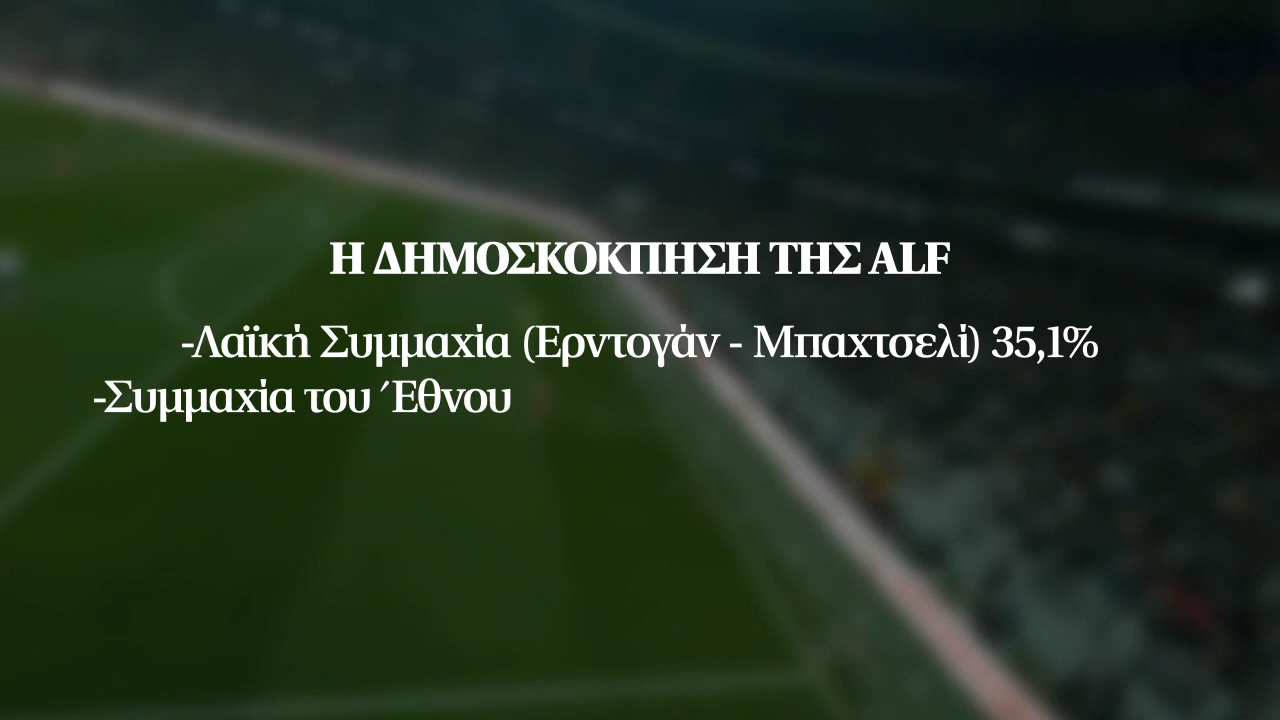 Η ΔΗΜΟΣΚΟΚΠΗΣΗ ΤΗΣ ALF
-Λαϊκή Συμμαχία (Ερντογάν - Μπαχτσελί) 35,1%
-Συμμαχία του ΄Εθνου